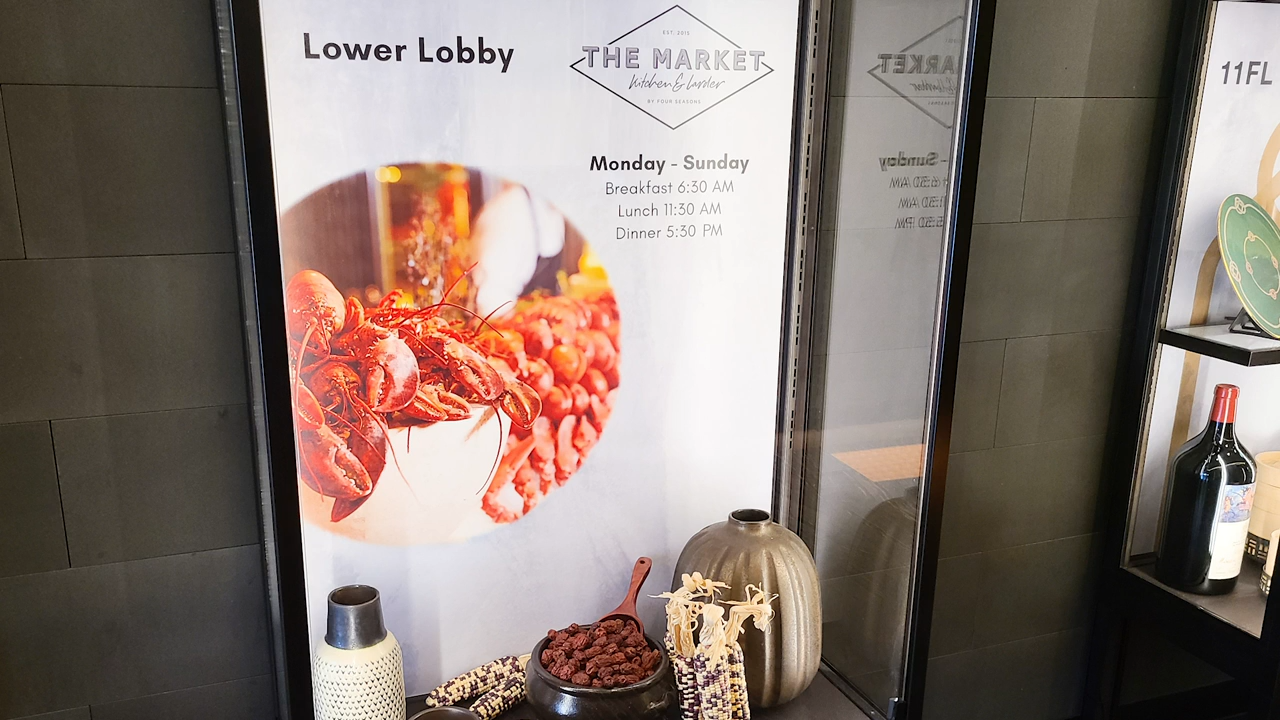 Lower Lobby
EST. 2015
THE MARKET
Kitchen & Larder
BY FOUR SEASONS
Monday - Sunday
Breakfast 6:30 AM
Lunch 11:30 AM
Dinner 5:30 PM
11FL